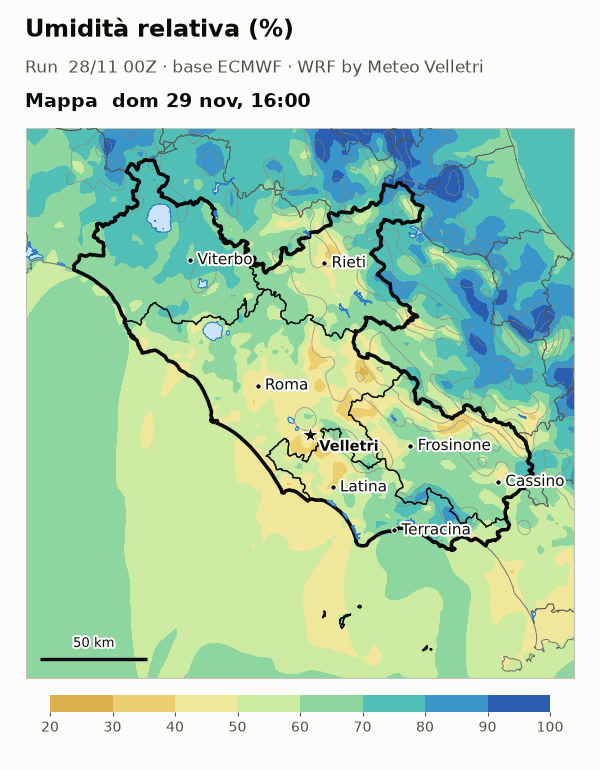 Umidità relativa (%)
Run  28/11 00Z · base ECMWF · WRF by Meteo Velletri
Mappa  dom 29 nov, 16:00
Viterbo
Rieti
Roma
Velletri
Frosinone
Cassino
Latina
Terracina
50 km
20 30 40 50 60 70 80 90 100